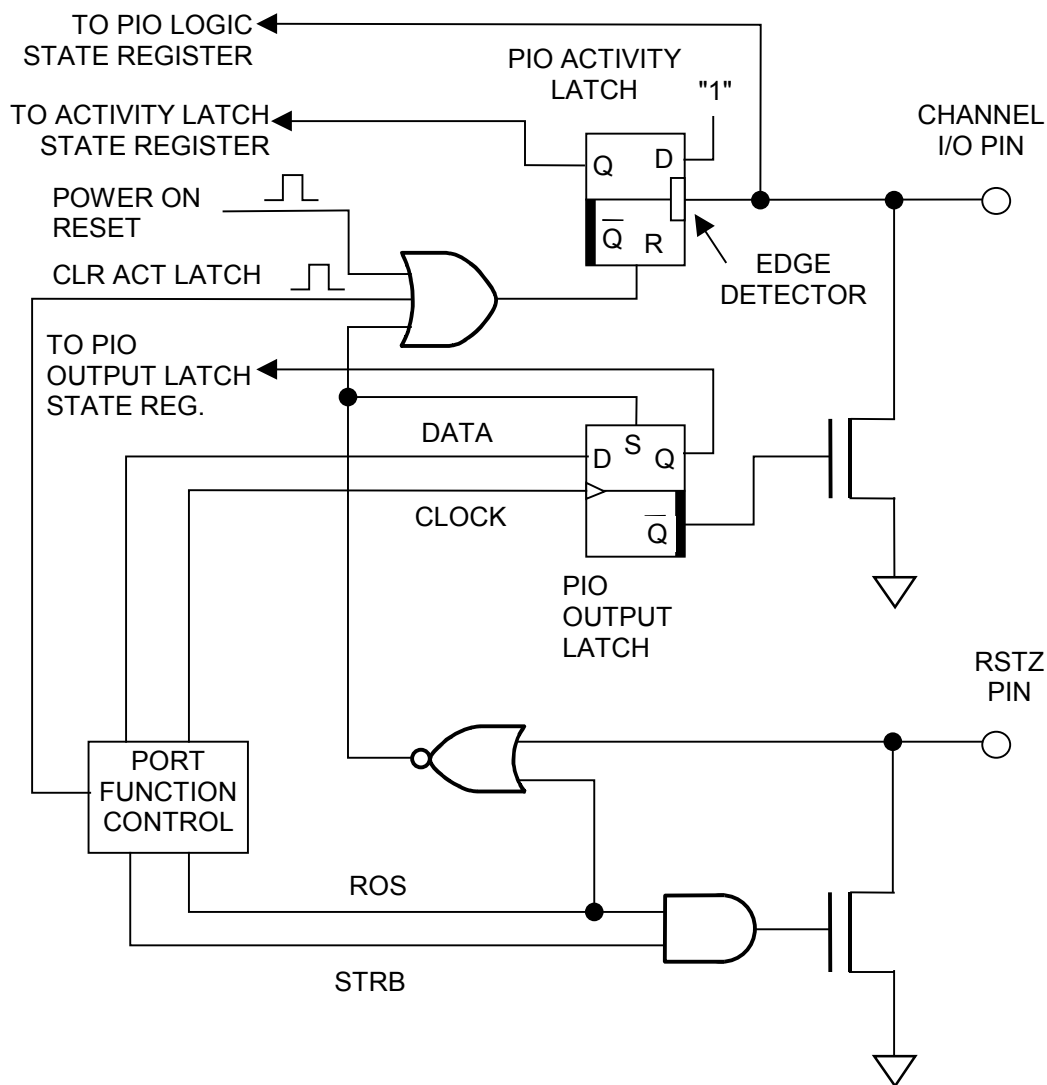 TO PIO LOGIC
STATE REGISTER
PIO ACTIVITY
LATCH
"1"
TO ACTIVITY LATCH
STATE REGISTER
CHANNEL
I/O PIN
Q
D
POWER ON
RESET
Q
R
CLR ACT LATCH
EDGE
DETECTOR
TO PIO
OUTPUT LATCH
STATE REG.
DATA
D
S
Q
CLOCK
Q
PIO
OUTPUT
LATCH
RSTZ
PIN
PORT
FUNCTION
CONTROL
ROS
STRB